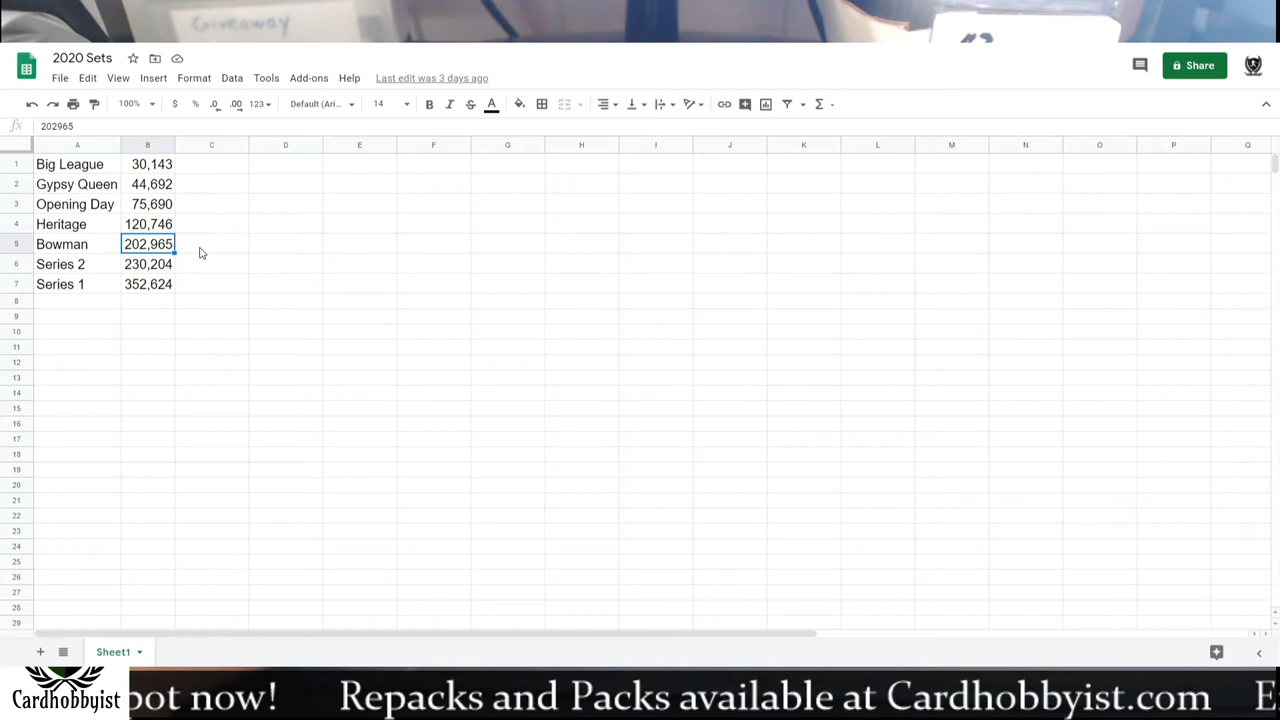 Giveaway
2020 Sets
File Edit View Insert Format Data Tools Add-ons Help Last edit was 3 days ago
Share
100% $ % .0 .00 123 Default (Ari... 14 B I S A Σ
fx 202965
A B C D E F G H I J K L M N O P Q
1 Big League 30,143
2 Gypsy Queen 44,692
3 Opening Day 75,690
4 Heritage 120,746
5 Bowman 202,965
6 Series 2 230,204
7 Series 1 352,624
8
9
10
11
12
13
14
15
16
17
18
19
20
21
22
23
24
25
26
27
28
29
+ Sheet1
Cardhobbyist
pot now! Repacks and Packs available at Cardhobbyist.com E